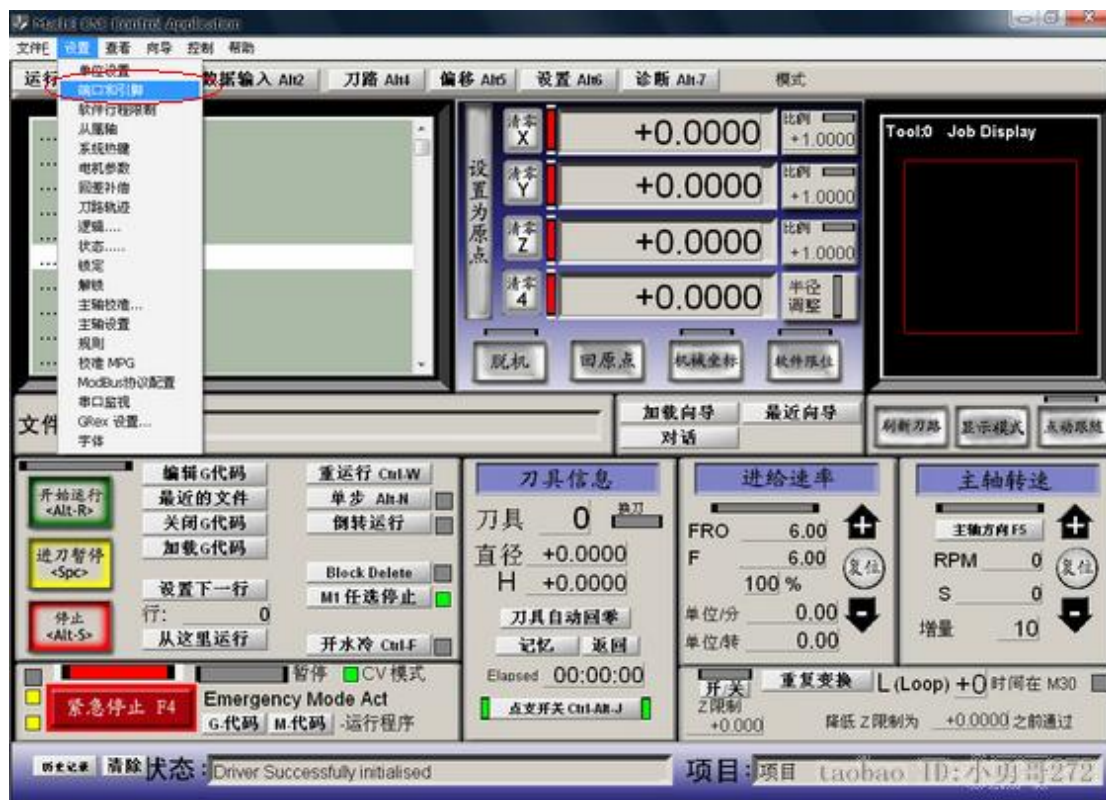 Mach3 CNC Control Application
文件F 设置 查看 向导 控制 帮助
单位设置
端口和引脚
软件行程限制
从属轴
系统热键
电机参数
回差补偿
刀路轨迹
逻辑....
状态.....
锁定
解锁
主轴校准...
主轴设置
规则
校准 MPG
ModBus协议配置
串口监视
GRex 设置...
字体
运行 数据输入 Alt2 刀路 Alt4 偏移 Alt5 设置 Alt6 诊断 Alt-7 模式
设置为原点
清零 X +0.0000 比例 +1.0000
清零 Y +0.0000 比例 +1.0000
清零 Z +0.0000 比例 +1.0000
清零 4 +0.0000 半径调整
脱机 回原点 机械坐标 软件限位
Tool:0 Job Display
文件
加载向导 最近向导
对话
刷新刀路 显示模式 点动跟随
开始运行 <Alt-R>
进刀暂停 <Spc>
停止 <Alt-S>
编辑G代码 重运行 Ctrl-W
最近的文件 单步 Alt-N
关闭G代码 倒转运行
加载G代码
Block Delete
设置下一行 M1任选停止
行: 0
从这里运行 开水冷 Ctrl-F
刀具信息
刀具 0 换刀
直径 +0.0000
H +0.0000
刀具自动回零
记忆 返回
Elapsed 00:00:00
点支开关 Ctrl-Alt-J
进给速率
FRO 6.00
F 6.00 复位
100 %
单位/分 0.00
单位/转 0.00
主轴转速
主轴方向 F5
RPM 0 复位
S 0
增量 10
暂停 CV模式
紧急停止 F4
Emergency Mode Act
G-代码 M-代码 -运行程序
开/关 重复变换 L (Loop) +0 时间在 M30
Z限制
+0.000 降低 Z限制为 +0.0000 之前通过
历史记录 清除 状态: Driver Successfully initialised
项目: 项目
taobao ID:小勇哥272